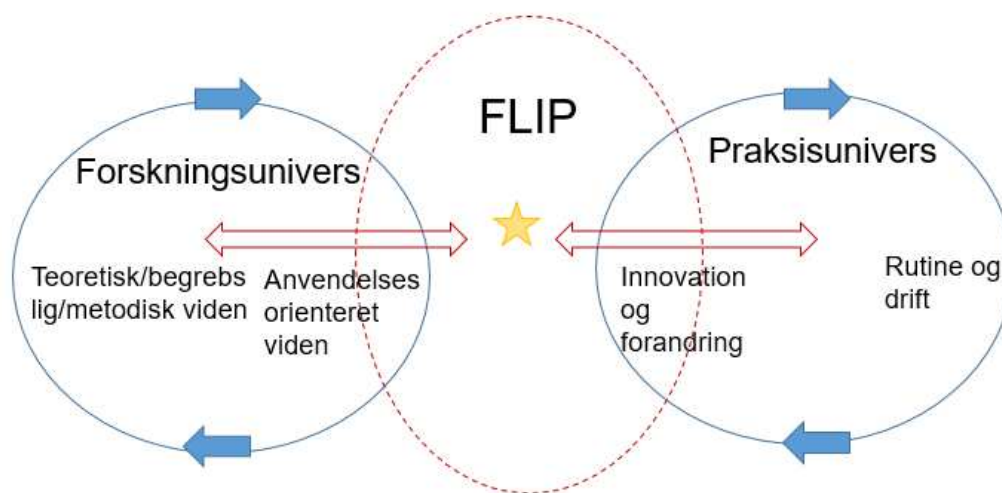 FLIP
Forskningsunivers
Praksisunivers
Teoretisk/begrebs
lig/metodisk viden
Anvendelses
orienteret
viden
Innovation
og
forandring
Rutine og
drift